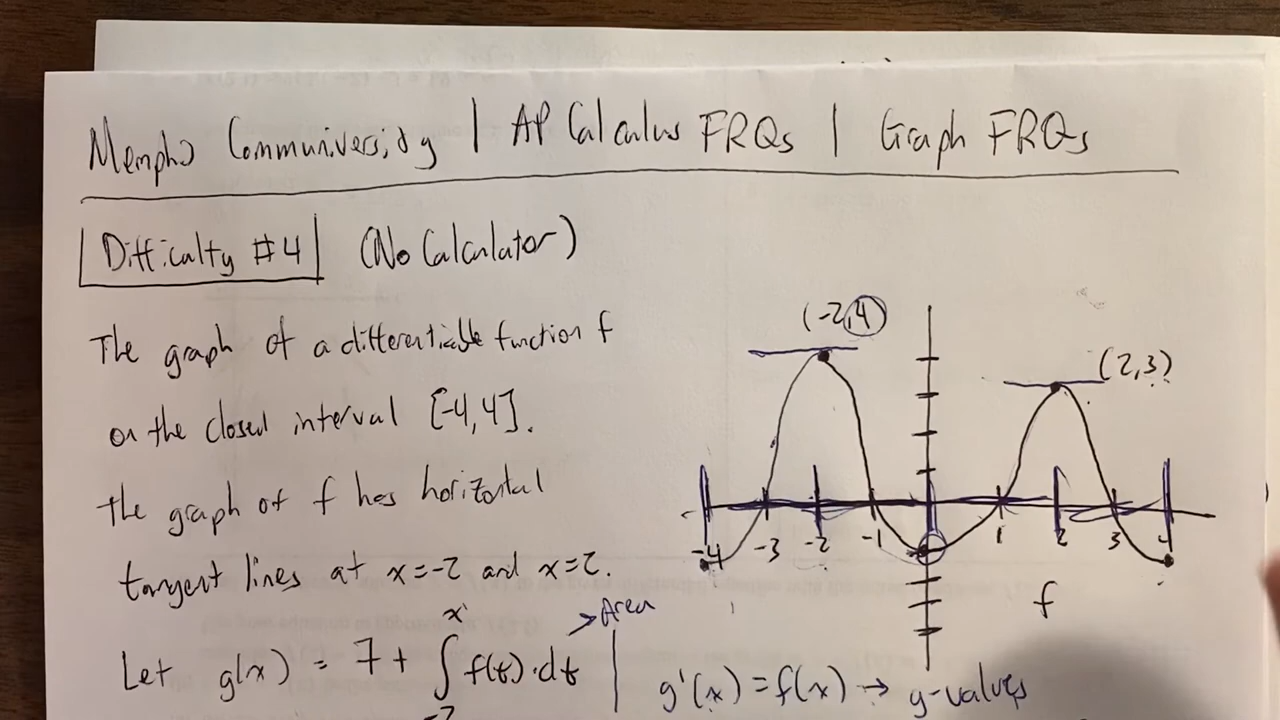 Memphis Communiversity | AP Calculus FRQs | Graph FRQs
Difficulty #4 (No Calculator)
The graph of a differentiable function f
on the closed interval [-4,4].
The graph of f has horizontal
tangent lines at x=-2 and x=2.
Let g(x) = 7 + ∫ f(t)·dt
x
-2
> Area
g'(x) = f(x) → y-values
(-2,4)
(2,3)
-4 -3 -2 -1 1 2 3 4
f